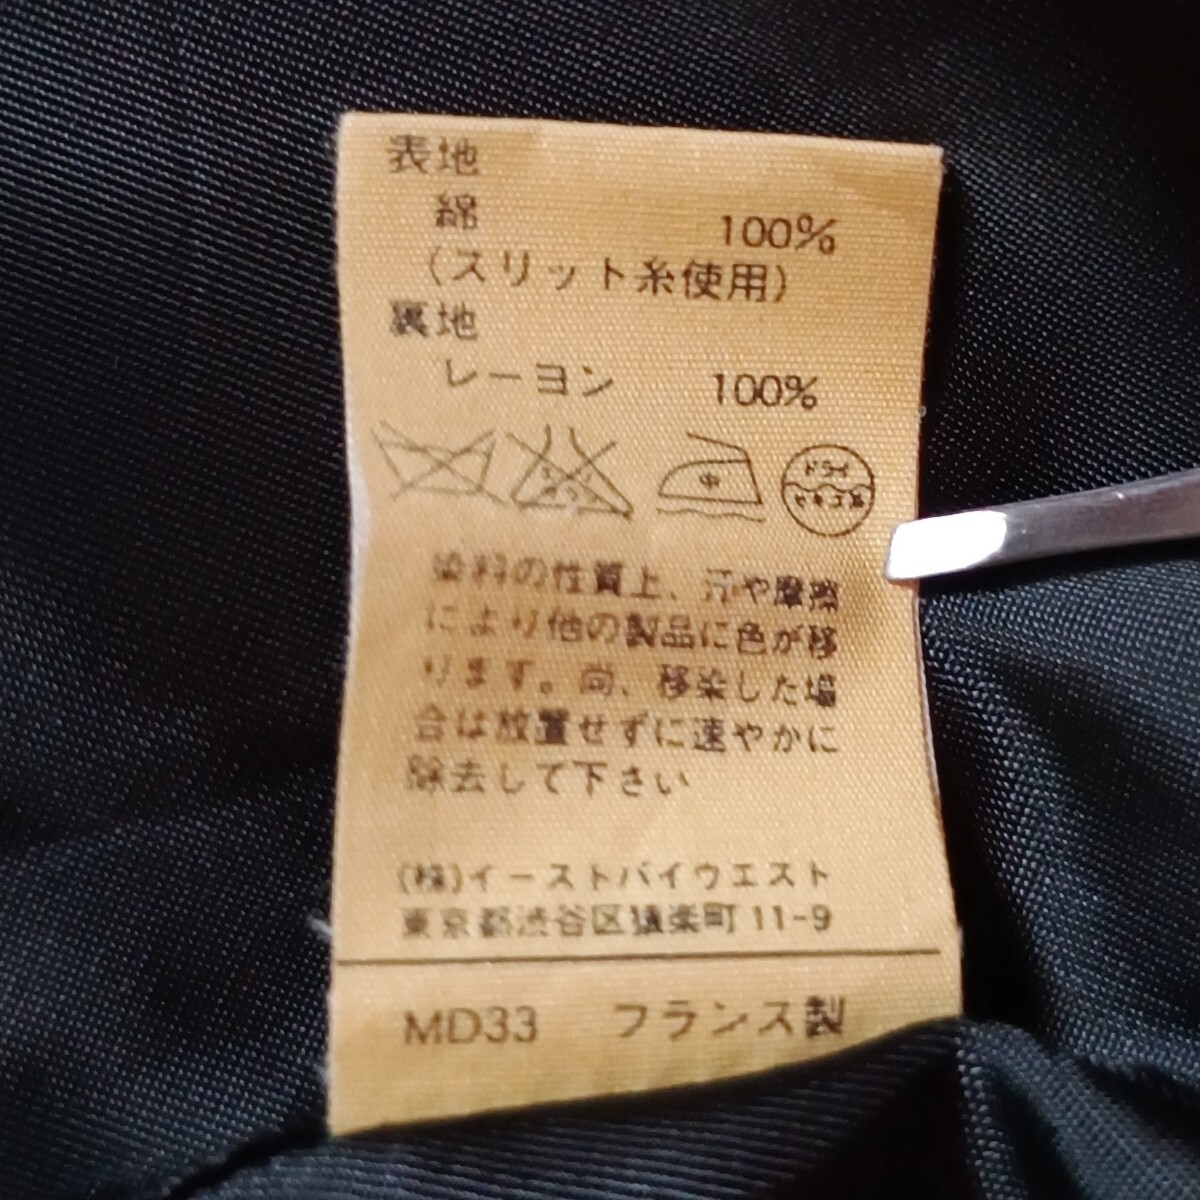 表地
綿 100%
(スリット糸使用)
裏地
レーヨン 100%
中 ドライ
セキユ系
染料の性質上、汗や摩擦
により他の製品に色が移
ります。尚、移染した場
合は放置せずに速やかに
除去して下さい
(株)イーストバイウエスト
東京都渋谷区猿楽町11-9
MD33 フランス製